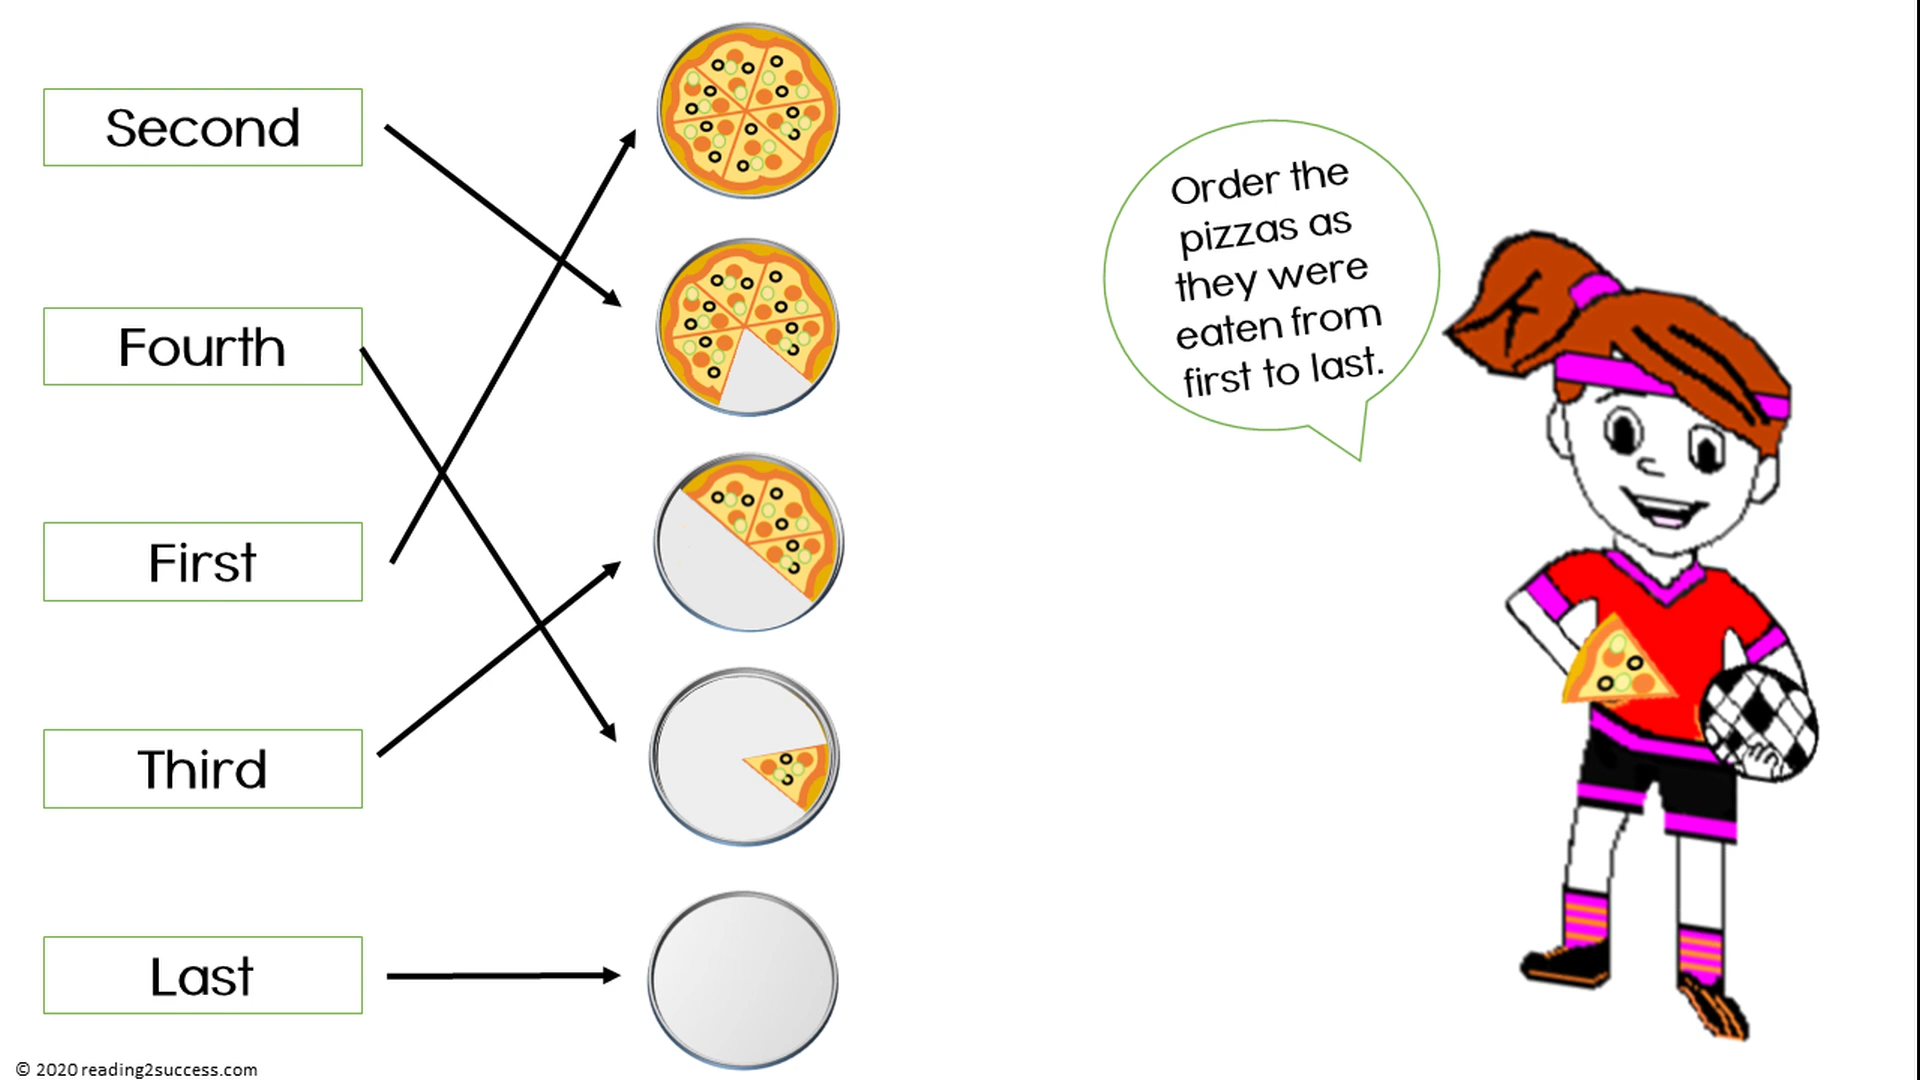 Second
Fourth
First
Third
Last
Order the
pizzas as
they were
eaten from
first to last.
© 2020 reading2success.com